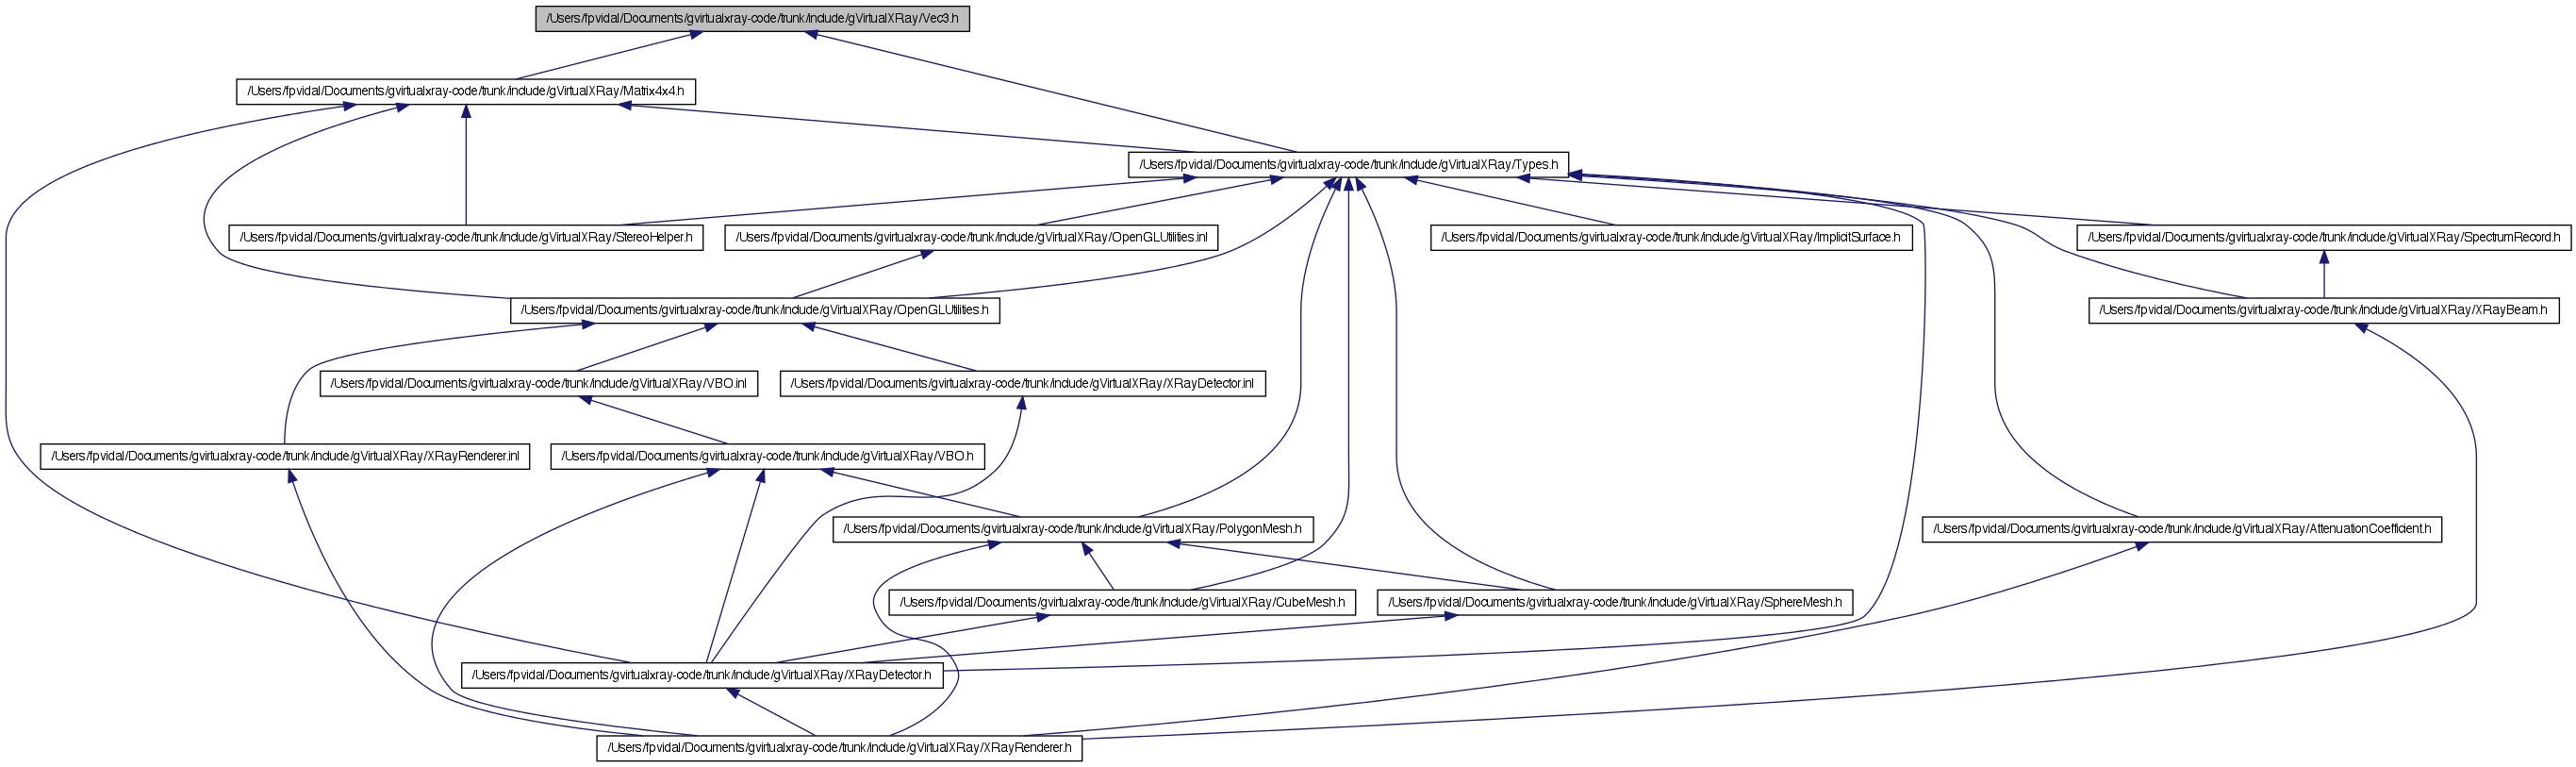 /Users/fpvidal/Documents/gvirtualxray-code/trunk/include/gVirtualXRay/Vec3.h
/Users/fpvidal/Documents/gvirtualxray-code/trunk/include/gVirtualXRay/Matrix4x4.h
/Users/fpvidal/Documents/gvirtualxray-code/trunk/include/gVirtualXRay/Types.h
/Users/fpvidal/Documents/gvirtualxray-code/trunk/include/gVirtualXRay/StereoHelper.h
/Users/fpvidal/Documents/gvirtualxray-code/trunk/include/gVirtualXRay/OpenGLUtilities.inl
/Users/fpvidal/Documents/gvirtualxray-code/trunk/include/gVirtualXRay/ImplicitSurface.h
/Users/fpvidal/Documents/gvirtualxray-code/trunk/include/gVirtualXRay/SpectrumRecord.h
/Users/fpvidal/Documents/gvirtualxray-code/trunk/include/gVirtualXRay/OpenGLUtilities.h
/Users/fpvidal/Documents/gvirtualxray-code/trunk/include/gVirtualXRay/XRayBeam.h
/Users/fpvidal/Documents/gvirtualxray-code/trunk/include/gVirtualXRay/VBO.inl
/Users/fpvidal/Documents/gvirtualxray-code/trunk/include/gVirtualXRay/XRayDetector.inl
/Users/fpvidal/Documents/gvirtualxray-code/trunk/include/gVirtualXRay/XRayRenderer.inl
/Users/fpvidal/Documents/gvirtualxray-code/trunk/include/gVirtualXRay/VBO.h
/Users/fpvidal/Documents/gvirtualxray-code/trunk/include/gVirtualXRay/PolygonMesh.h
/Users/fpvidal/Documents/gvirtualxray-code/trunk/include/gVirtualXRay/AttenuationCoefficient.h
/Users/fpvidal/Documents/gvirtualxray-code/trunk/include/gVirtualXRay/CubeMesh.h
/Users/fpvidal/Documents/gvirtualxray-code/trunk/include/gVirtualXRay/SphereMesh.h
/Users/fpvidal/Documents/gvirtualxray-code/trunk/include/gVirtualXRay/XRayDetector.h
/Users/fpvidal/Documents/gvirtualxray-code/trunk/include/gVirtualXRay/XRayRenderer.h